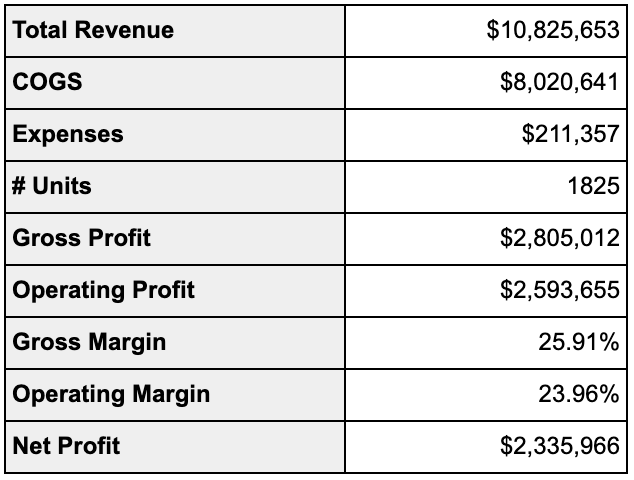 Total Revenue $10,825,653
COGS $8,020,641
Expenses $211,357
# Units 1825
Gross Profit $2,805,012
Operating Profit $2,593,655
Gross Margin 25.91%
Operating Margin 23.96%
Net Profit $2,335,966